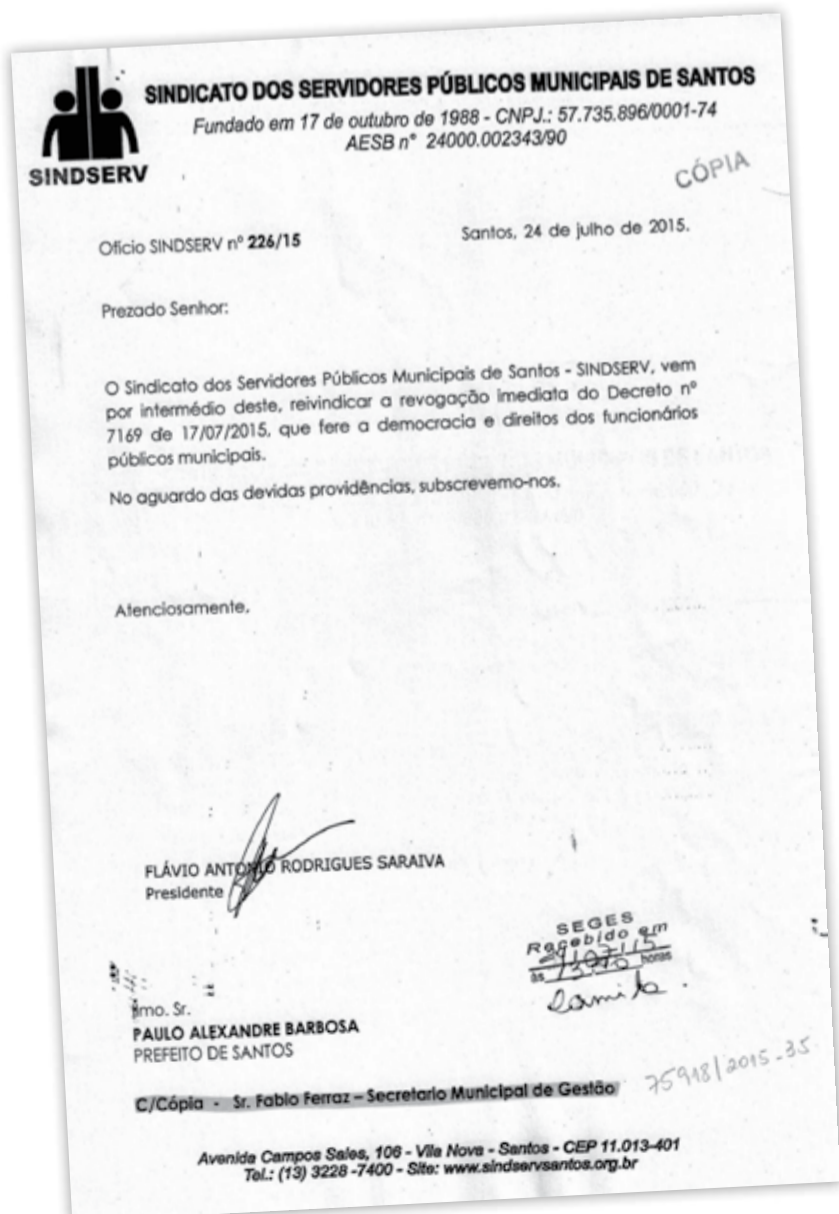 SINDICATO DOS SERVIDORES PÚBLICOS MUNICIPAIS DE SANTOS
Fundado em 17 de outubro de 1988 - CNPJ.: 57.735.896/0001-74
AESB nº 24000.002343/90
SINDSERV
CÓPIA
Ofício SINDSERV nº 226/15
Santos, 24 de julho de 2015.
Prezado Senhor:
O Sindicato dos Servidores Públicos Municipais de Santos - SINDSERV, vem
por intermédio deste, reivindicar a revogação imediata do Decreto nº
7169 de 17/07/2015, que fere a democracia e direitos dos funcionários
públicos municipais.
No aguardo das devidas providências, subscrevemo-nos.
Atenciosamente,
FLÁVIO ANTONIO RODRIGUES SARAIVA
Presidente
SEGES
Recebido em
às horas
Camila
Ilmo. Sr.
PAULO ALEXANDRE BARBOSA
PREFEITO DE SANTOS
75918/2015-35
C/Cópia - Sr. Fabio Ferraz – Secretario Municipal de Gestão
Avenida Campos Sales, 106 - Vila Nova - Santos - CEP 11.013-401
Tel.: (13) 3228 -7400 - Site: www.sindservsantos.org.br